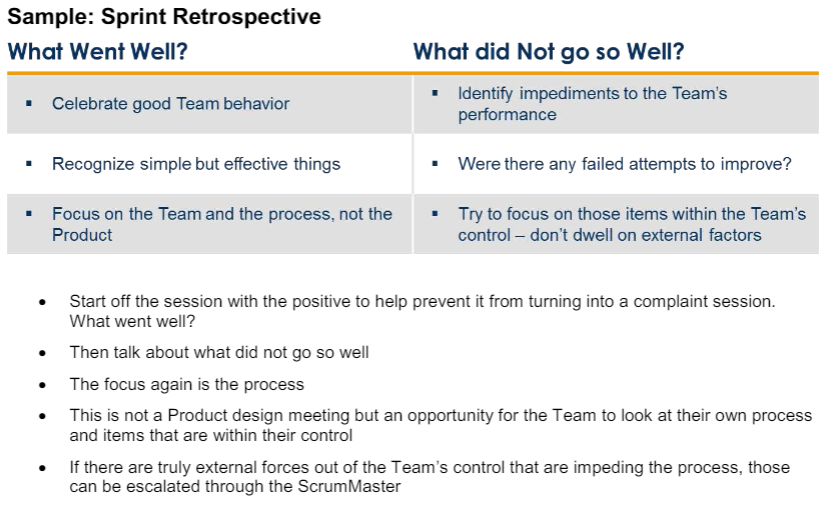 Sample: Sprint Retrospective
What Went Well?
What did Not go so Well?
▪ Celebrate good Team behavior
▪ Identify impediments to the Team's
performance
▪ Recognize simple but effective things
▪ Were there any failed attempts to improve?
▪ Focus on the Team and the process, not the
Product
▪ Try to focus on those items within the Team's
control – don't dwell on external factors
• Start off the session with the positive to help prevent it from turning into a complaint session.
What went well?
• Then talk about what did not go so well
• The focus again is the process
• This is not a Product design meeting but an opportunity for the Team to look at their own process
and items that are within their control
• If there are truly external forces out of the Team's control that are impeding the process, those
can be escalated through the ScrumMaster